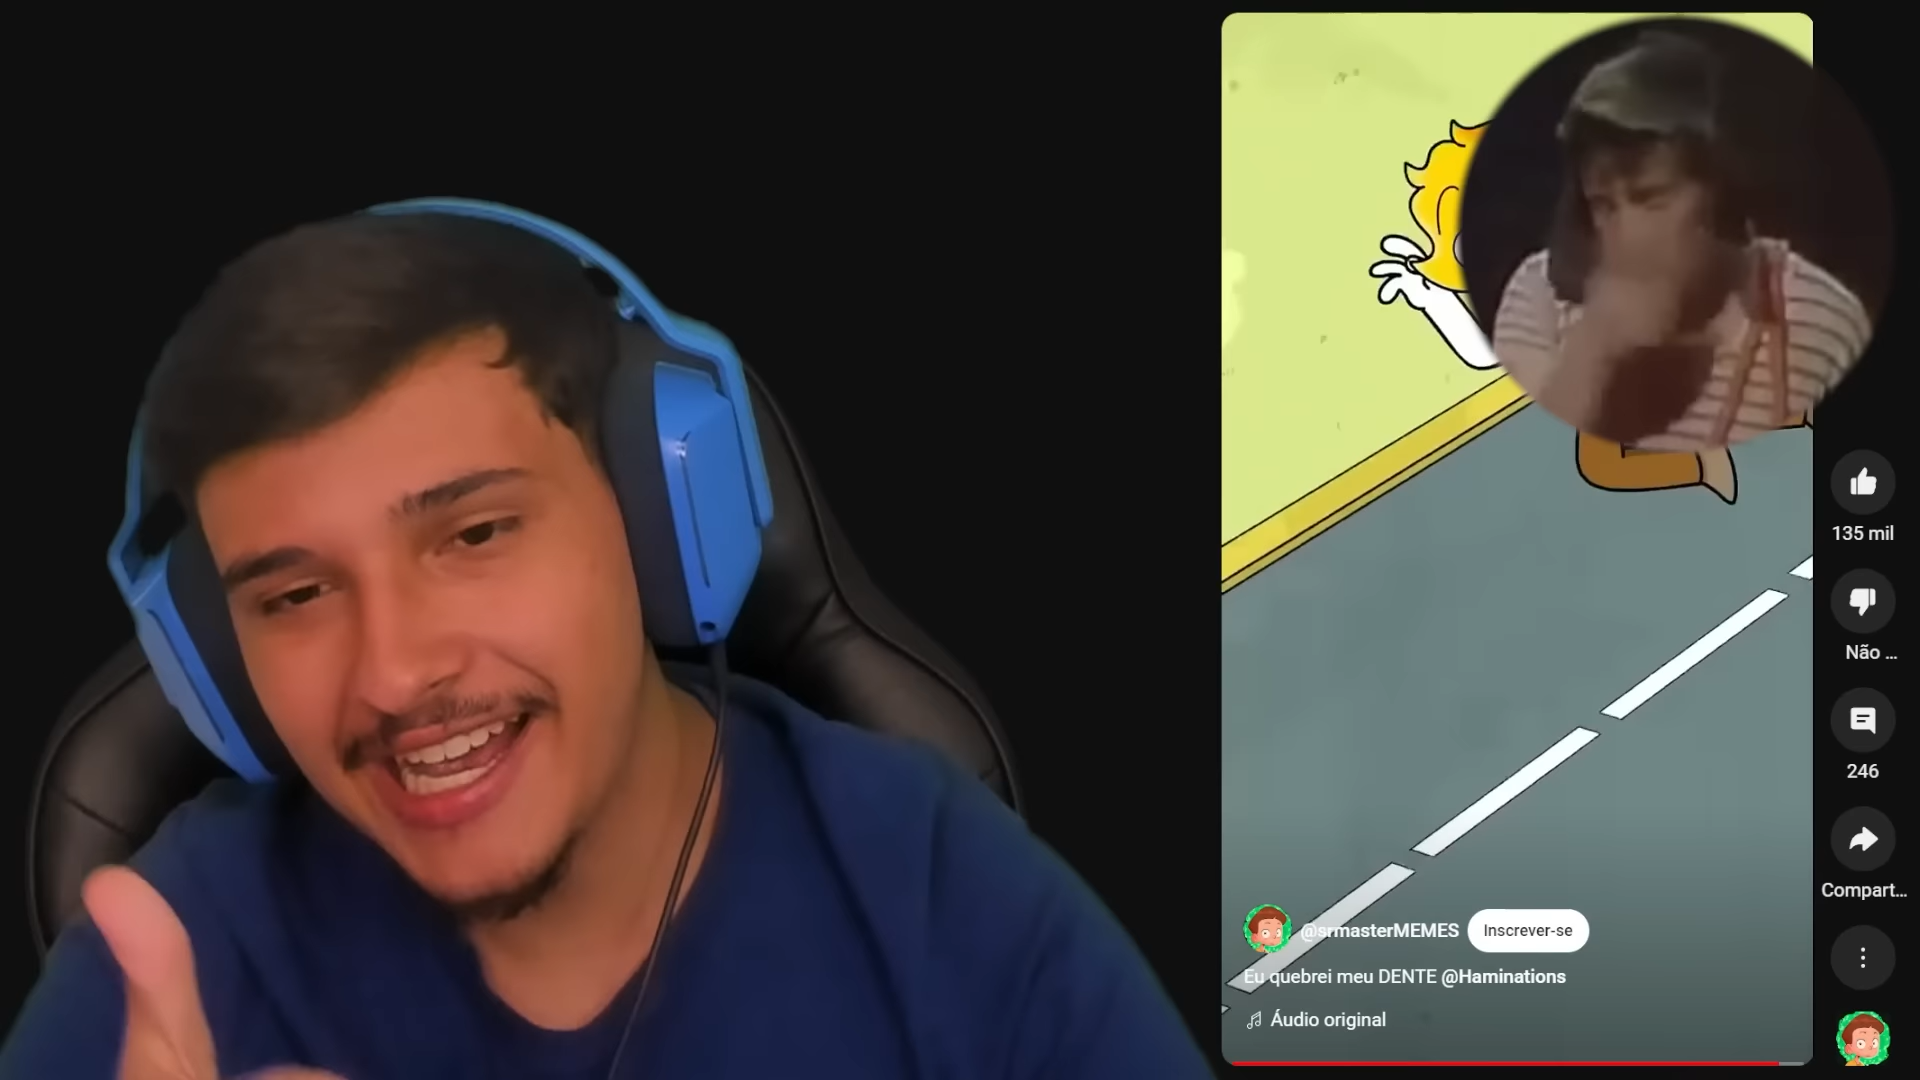 135 mil
Não ...
246
Compart...
@srmasterMEMES Inscrever-se
Eu quebrei meu DENTE @Haminations
Áudio original